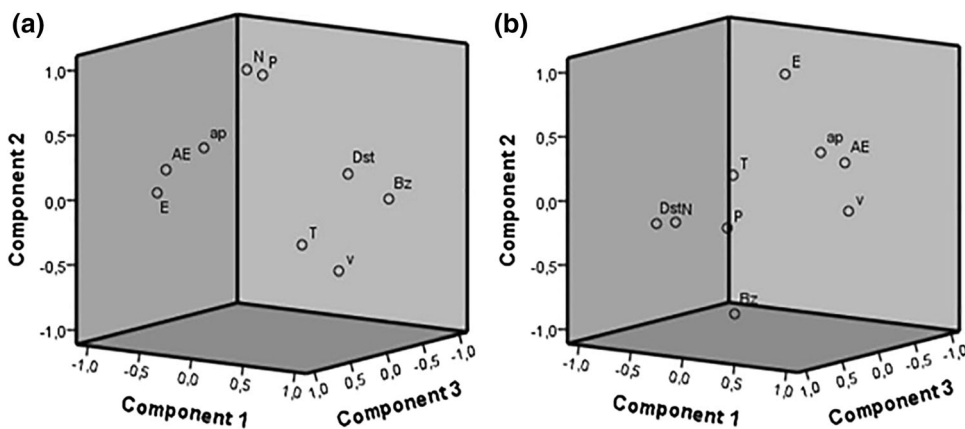 (a)
Component 2
1,0
0,5
0,0
-0,5
-1,0
N
P
ap
AE
E
Dst
Bz
T
v
-1,0
-0,5
0,0
0,5
1,0
Component 1
1,0
0,5
0,0
-0,5
-1,0
Component 3
(b)
Component 2
1,0
0,5
0,0
-0,5
-1,0
E
ap
AE
T
v
Dst
N
P
Bz
-1,0
-0,5
0,0
0,5
1,0
Component 1
1,0
0,5
0,0
-0,5
-1,0
Component 3